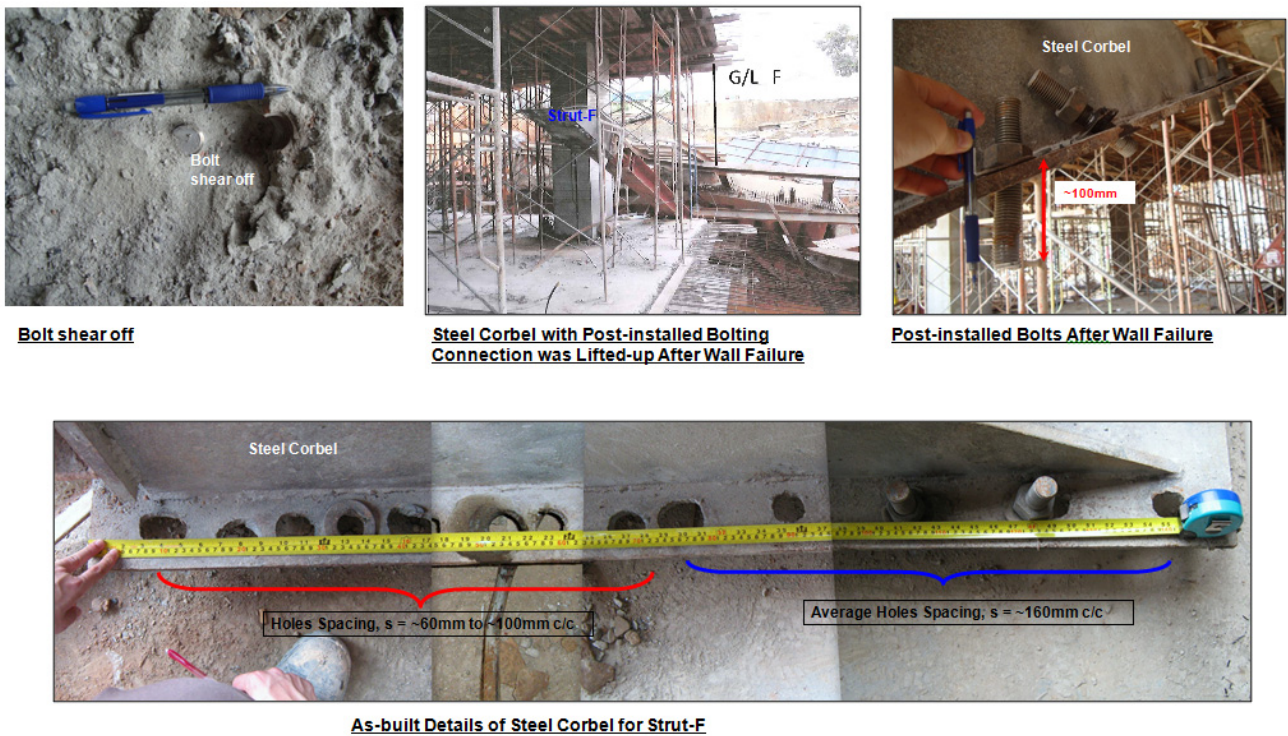 Bolt
shear off
G/L F
Strut-F
Steel Corbel
~100mm
Bolt shear off
Steel Corbel with Post-installed Bolting
Connection was Lifted-up After Wall Failure
Post-installed Bolts After Wall Failure
Steel Corbel
Holes Spacing, s = ~60mm to ~100mm c/c
Average Holes Spacing, s = ~160mm c/c
As-built Details of Steel Corbel for Strut-F